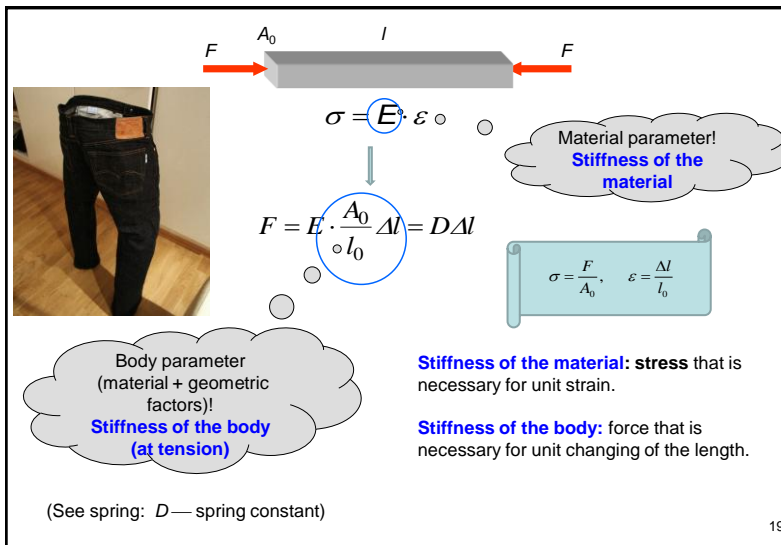 A₀ l
F F
σ = E · ε
Material parameter!
Stiffness of the
material
F = E · A₀/l₀ Δl = DΔl
σ = F/A₀, ε = Δl/l₀
Body parameter
(material + geometric
factors)!
Stiffness of the body
(at tension)
Stiffness of the material: stress that is
necessary for unit strain.
Stiffness of the body: force that is
necessary for unit changing of the length.
(See spring: D — spring constant)
19